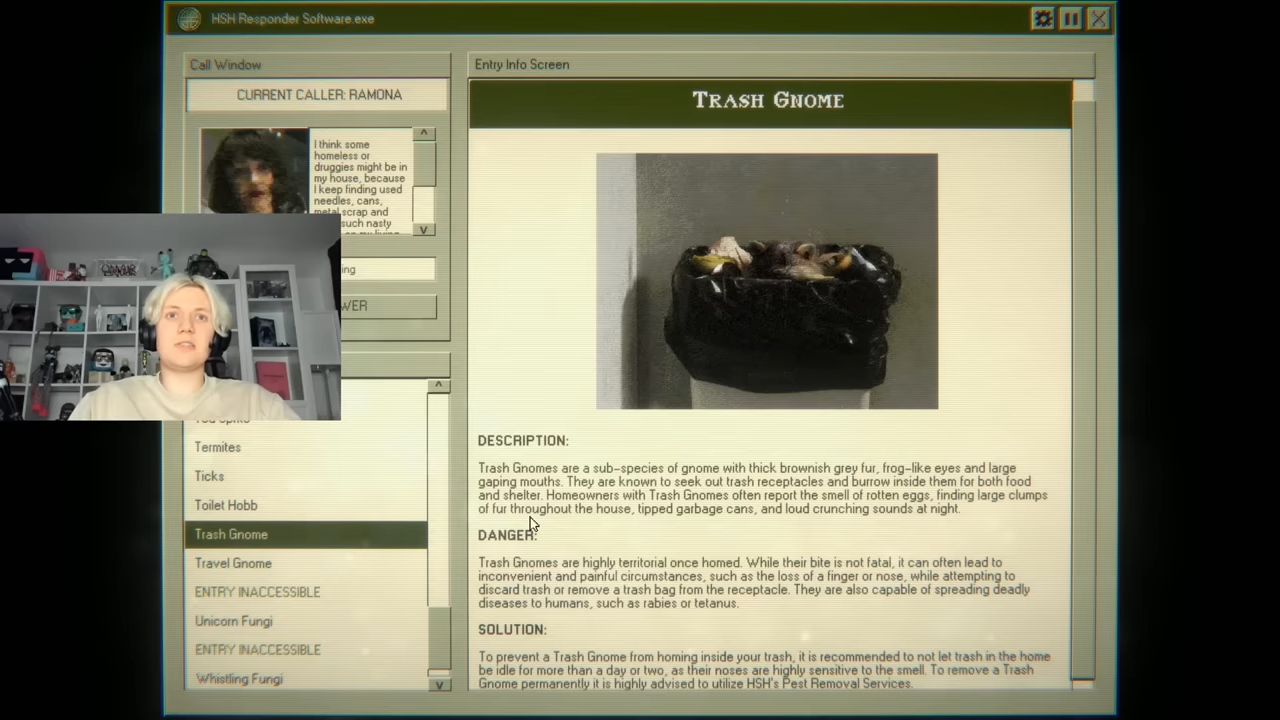 HSH Responder Software.exe
Call Window
CURRENT CALLER: RAMONA
I think some
homeless or
druggies might be in
my house, because
I keep finding used
needles, cans,
metal scrap and
such nasty
Termites
Ticks
Toilet Hobb
Trash Gnome
Travel Gnome
ENTRY INACCESSIBLE
Unicorn Fungi
ENTRY INACCESSIBLE
Whistling Fungi
Entry Info Screen
TRASH GNOME
DESCRIPTION:
Trash Gnomes are a sub-species of gnome with thick brownish grey fur, frog-like eyes and large
gaping mouths. They are known to seek out trash receptacles and burrow inside them for both food
and shelter. Homeowners with Trash Gnomes often report the smell of rotten eggs, finding large clumps
of fur throughout the house, tipped garbage cans, and loud crunching sounds at night.
DANGER:
Trash Gnomes are highly territorial once homed. While their bite is not fatal, it can often lead to
inconvenient and painful circumstances, such as the loss of a finger or nose, while attempting to
discard trash or remove a trash bag from the receptacle. They are also capable of spreading deadly
diseases to humans, such as rabies or tetanus.
SOLUTION:
To prevent a Trash Gnome from homing inside your trash, it is recommended to not let trash in the home
be idle for more than a day or two, as their noses are highly sensitive to the smell. To remove a Trash
Gnome permanently it is highly advised to utilize HSH's Pest Removal Services.